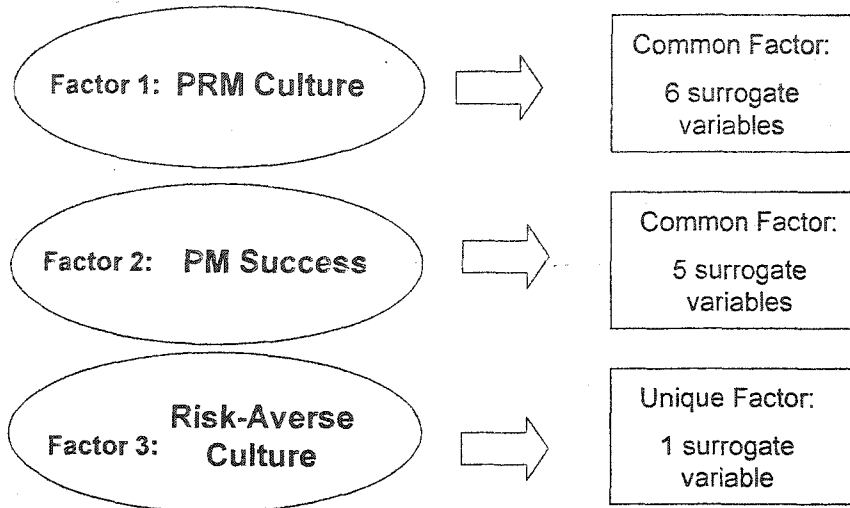 Factor 1: PRM Culture
Common Factor:
6 surrogate
variables
Factor 2: PM Success
Common Factor:
5 surrogate
variables
Risk-Averse
Factor 3: Culture
Unique Factor:
1 surrogate
variable